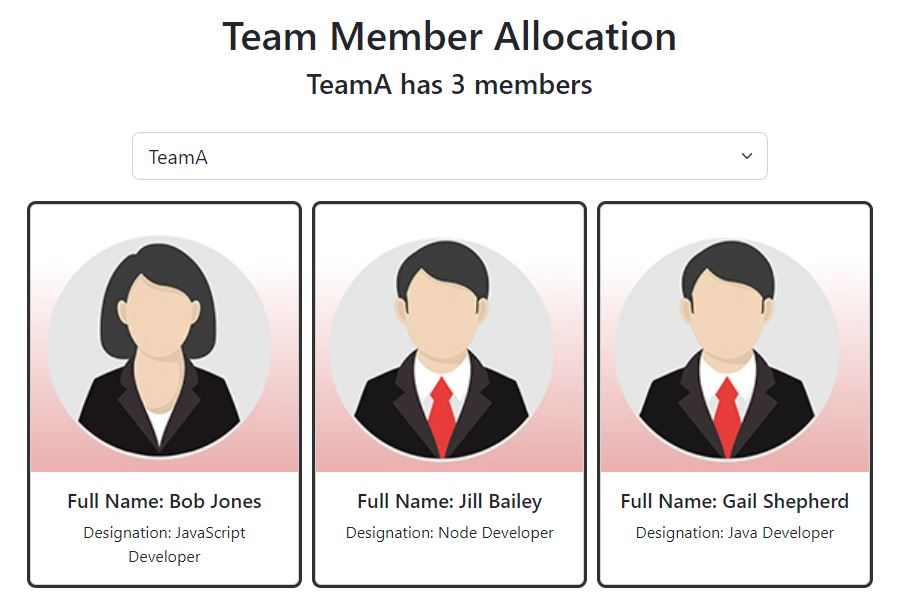 Team Member Allocation
TeamA has 3 members
TeamA
Full Name: Bob Jones
Designation: JavaScript
Developer
Full Name: Jill Bailey
Designation: Node Developer
Full Name: Gail Shepherd
Designation: Java Developer